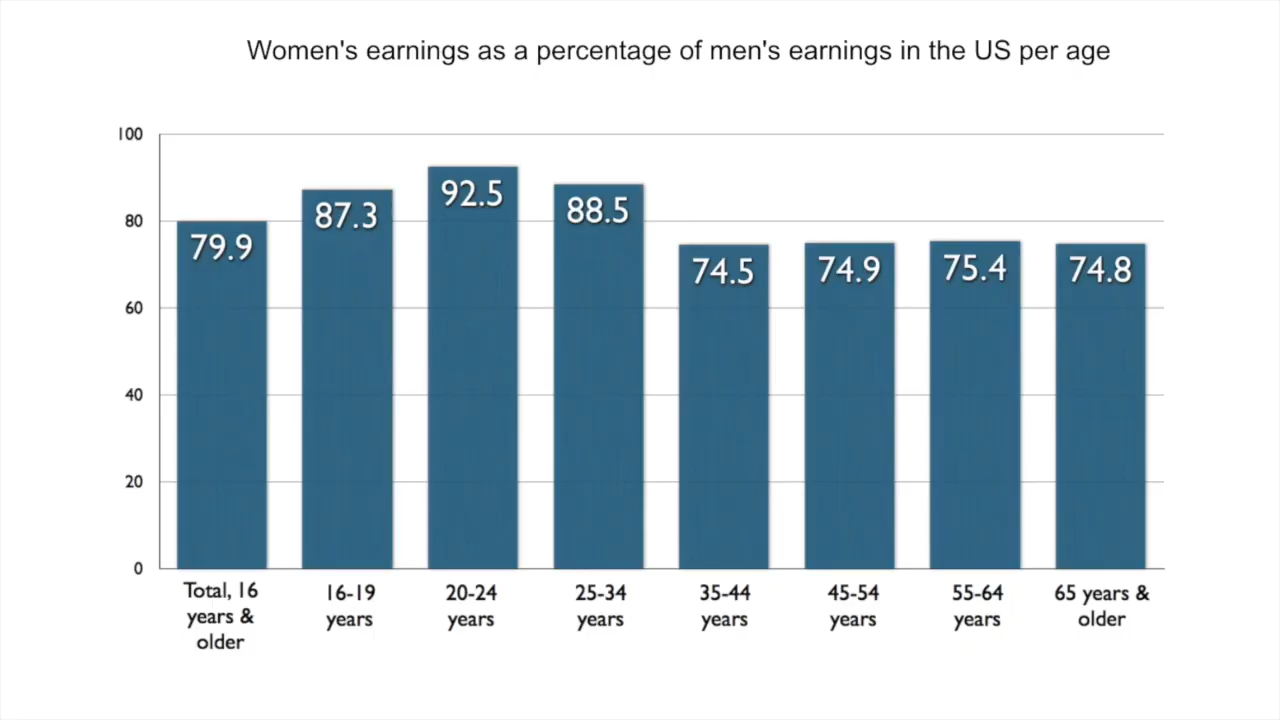 Women's earnings as a percentage of men's earnings in the US per age
100
80
60
40
20
0
79.9
87.3
92.5
88.5
74.5
74.9
75.4
74.8
Total, 16
years &
older
16-19
years
20-24
years
25-34
years
35-44
years
45-54
years
55-64
years
65 years &
older